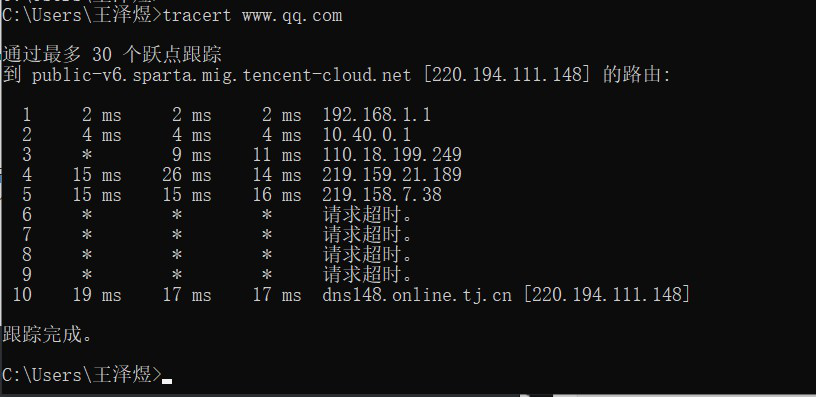 C:\Users\王泽煜>tracert www.qq.com
通过最多 30 个跃点跟踪
到 public-v6.sparta.mig.tencent-cloud.net [220.194.111.148] 的路由:
1 2 ms 2 ms 2 ms 192.168.1.1
2 4 ms 4 ms 4 ms 10.40.0.1
3 * 9 ms 11 ms 110.18.199.249
4 15 ms 26 ms 14 ms 219.159.21.189
5 15 ms 15 ms 16 ms 219.158.7.38
6 * * * 请求超时。
7 * * * 请求超时。
8 * * * 请求超时。
9 * * * 请求超时。
10 19 ms 17 ms 17 ms dns148.online.tj.cn [220.194.111.148]
跟踪完成。
C:\Users\王泽煜>